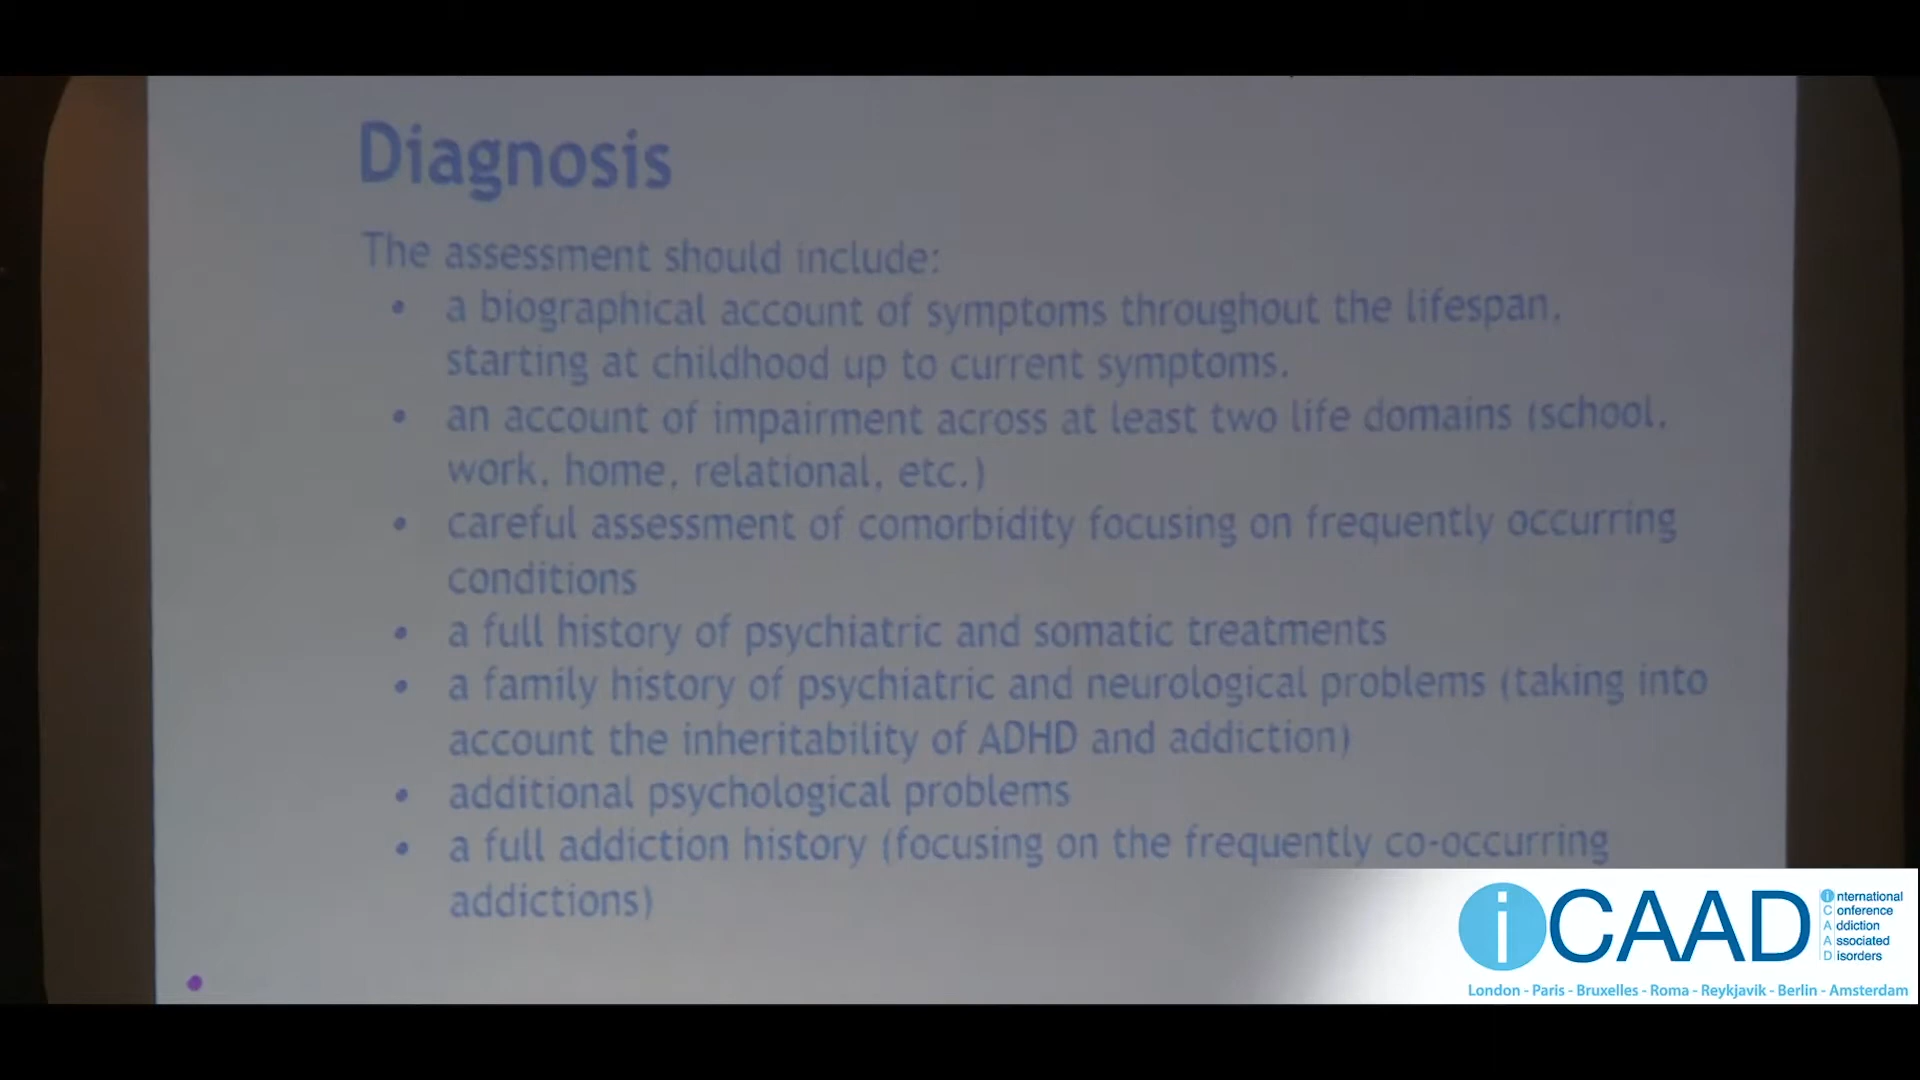 Diagnosis
The assessment should include:
• a biographical account of symptoms throughout the lifespan,
starting at childhood up to current symptoms.
• an account of impairment across at least two life domains (school,
work, home, relational, etc.)
• careful assessment of comorbidity focusing on frequently occurring
conditions
• a full history of psychiatric and somatic treatments
• a family history of psychiatric and neurological problems (taking into
account the inheritability of ADHD and addiction)
• additional psychological problems
• a full addiction history (focusing on the frequently co-occurring
addictions)
iCAAD
international
Conference
Addiction
Associated
Disorders
London - Paris - Bruxelles - Roma - Reykjavik - Berlin - Amsterdam